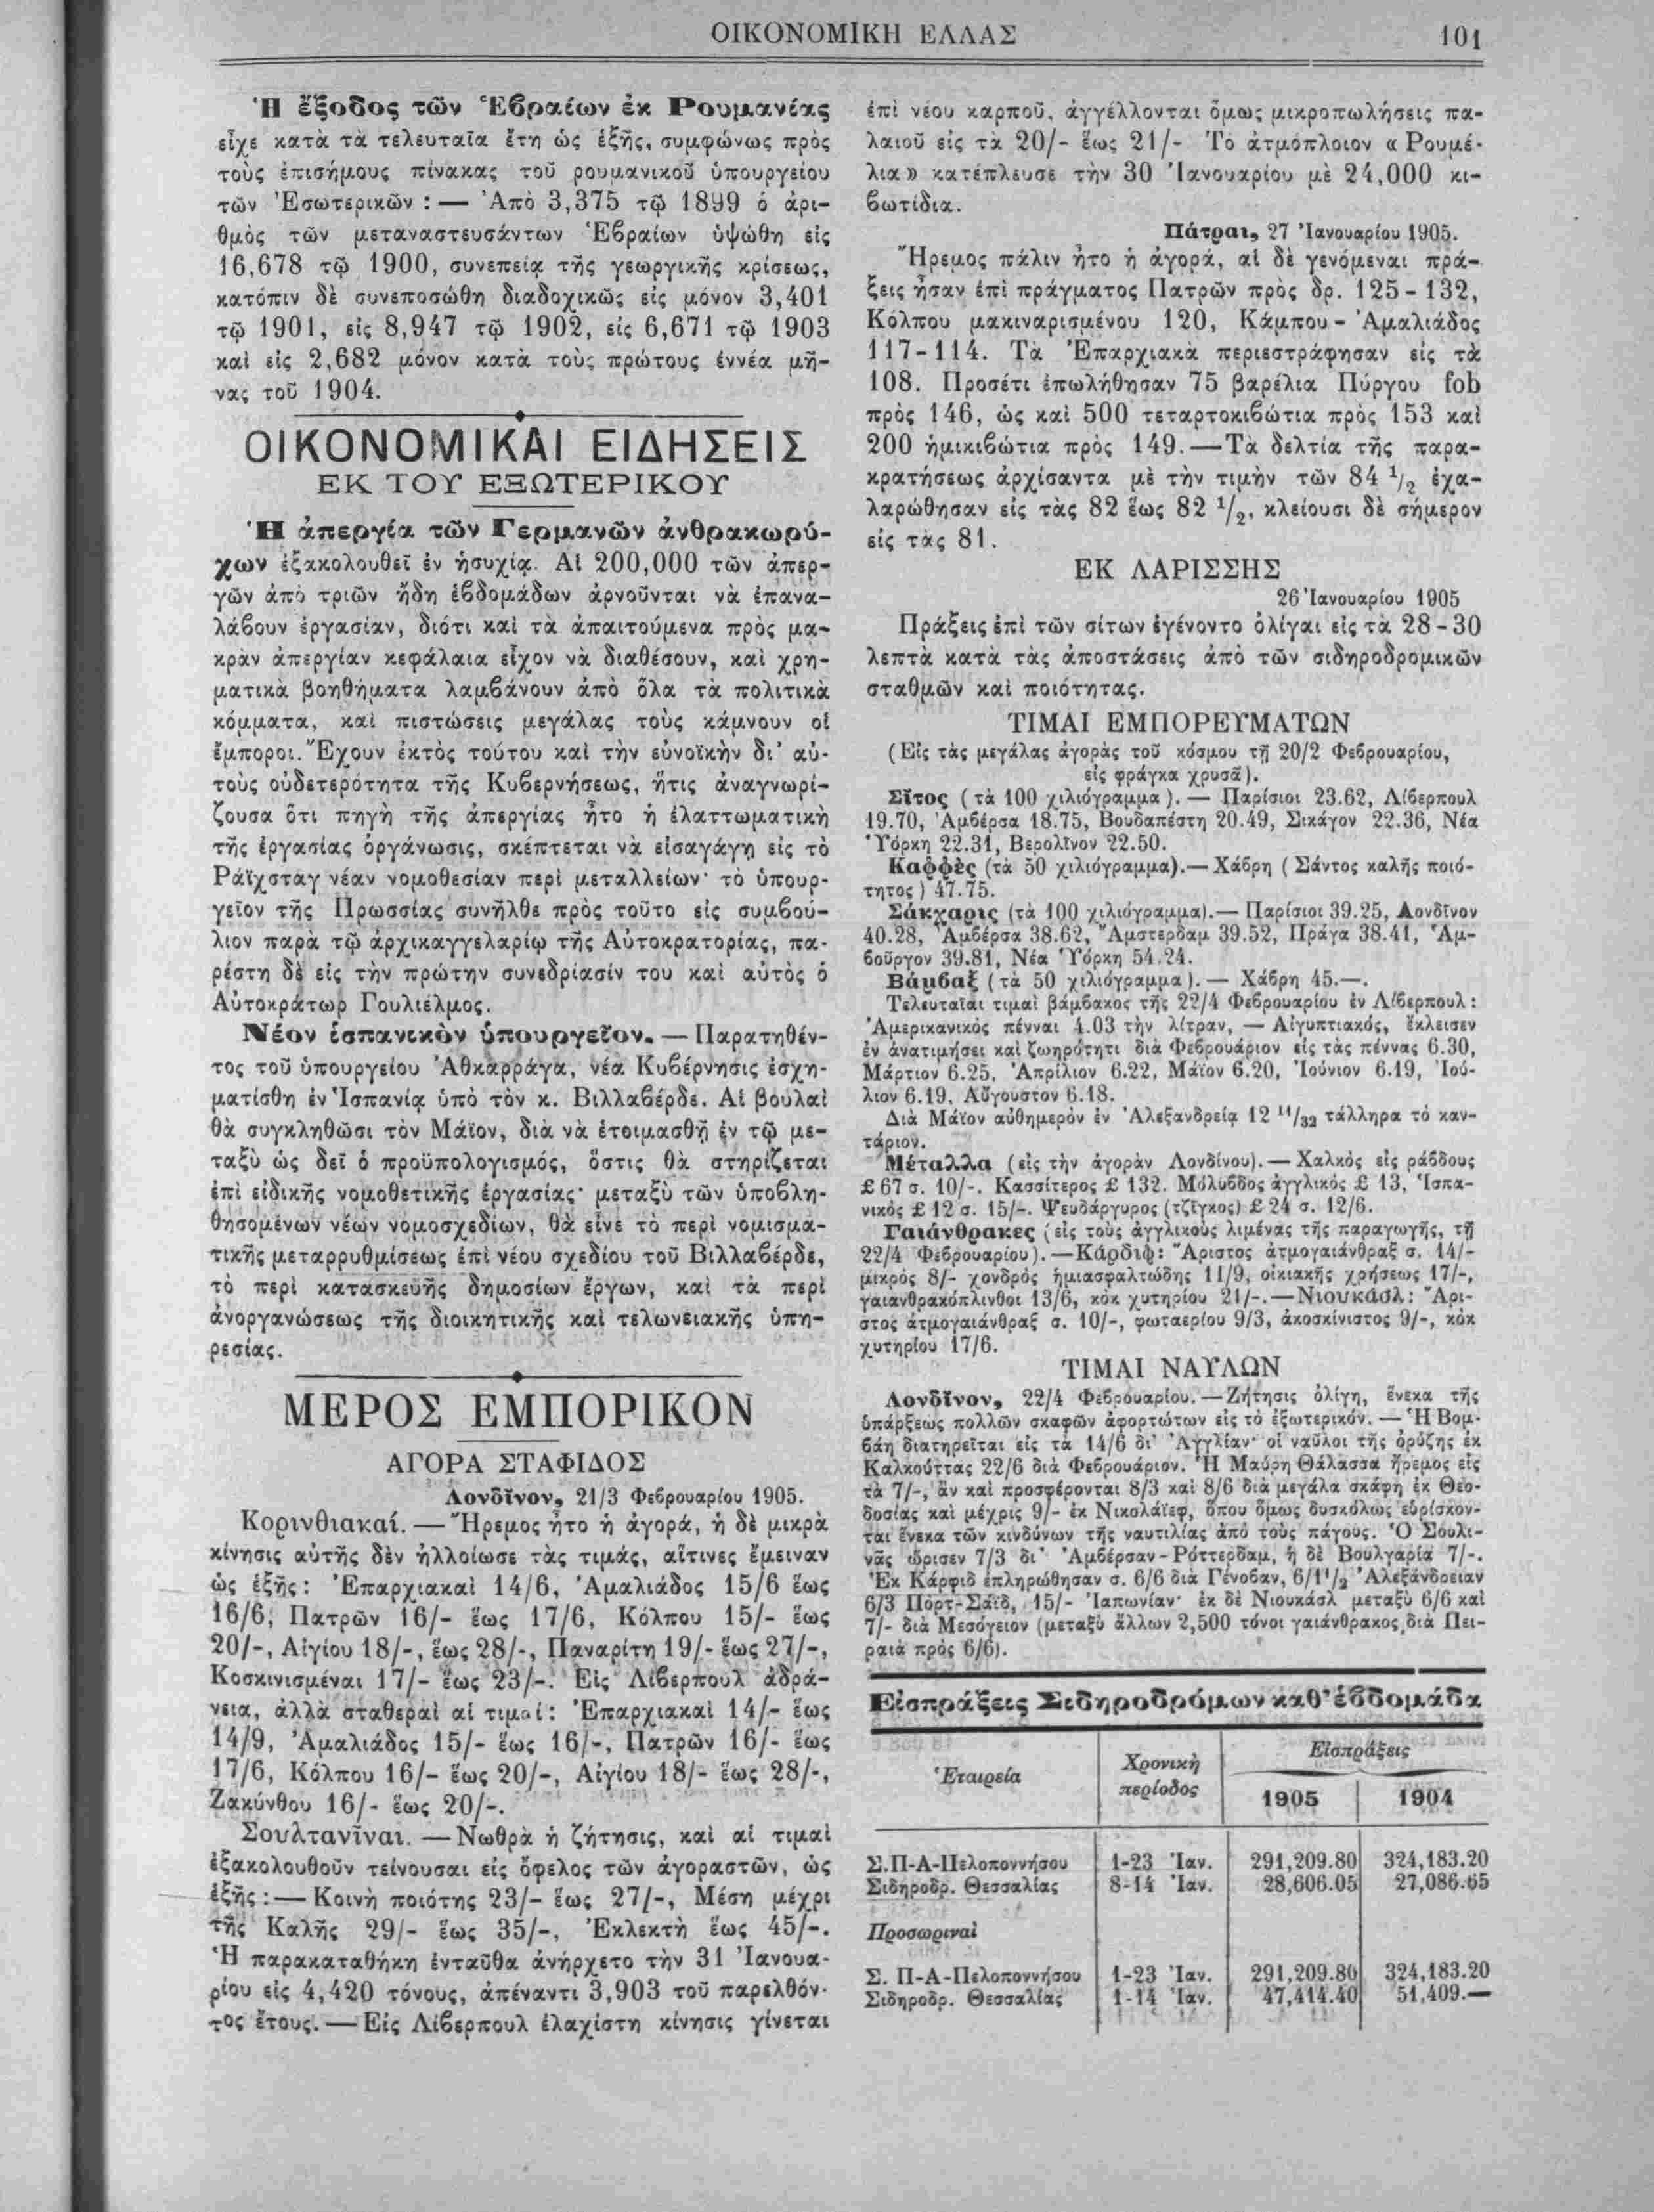 ΟΙΚΟΝΟΜΙΚΗ ΕΛΛΑΣ
101
Ἡ ἔξοδος τῶν Ἑβραίων ἐκ Ρουμανίας
εἶχε κατὰ τὰ τελευταῖα ἔτη ὡς ἑξῆς, συμφώνως πρὸς
τοὺς ἐπισήμους πίνακας τοῦ ρουμανικοῦ ὑπουργείου
τῶν Ἐσωτερικῶν : — Ἀπὸ 3,375 τῷ 1899 ὁ ἀρι-
θμὸς τῶν μεταναστευσάντων Ἑβραίων ὑψώθη εἰς
16,678 τῷ 1900, συνεπείᾳ τῆς γεωργικῆς κρίσεως,
κατόπιν δὲ συνεποσώθη διαδοχικῶς εἰς μόνον 3,401
τῷ 1901, εἰς 8,947 τῷ 1902, εἰς 6,671 τῷ 1903
καὶ εἰς 2,682 μόνον κατὰ τοὺς πρώτους ἐννέα μῆ-
νας τοῦ 1904.
ΟΙΚΟΝΟΜΙΚΑΙ ΕΙΔΗΣΕΙΣ
ΕΚ ΤΟΥ ΕΞΩΤΕΡΙΚΟΥ
Ἡ ἀπεργία τῶν Γερμανῶν ἀνθρακωρύ-
χων ἐξακολουθεῖ ἐν ἡσυχίᾳ. Αἱ 200,000 τῶν ἀπερ-
γῶν ἀπὸ τριῶν ἤδη ἑβδομάδων ἀρνοῦνται νὰ ἐπανα-
λάβουν ἐργασίαν, διότι καὶ τὰ ἀπαιτούμενα πρὸς μα-
κρὰν ἀπεργίαν κεφάλαια εἶχον νὰ διαθέσουν, καὶ χρη-
ματικὰ βοηθήματα λαμβάνουν ἀπὸ ὅλα τὰ πολιτικὰ
κόμματα, καὶ πιστώσεις μεγάλας τοὺς κάμνουν οἱ
ἔμποροι. Ἔχουν ἐκτὸς τούτου καὶ τὴν εὐνοϊκὴν δι' αὐ-
τοὺς οὐδετερότητα τῆς Κυβερνήσεως, ἥτις ἀναγνωρί-
ζουσα ὅτι πηγὴ τῆς ἀπεργίας ἦτο ἡ ἐλαττωματικὴ
τῆς ἐργασίας ὀργάνωσις, σκέπτεται νὰ εἰσαγάγῃ εἰς τὸ
Ράϊχσταγ νέαν νομοθεσίαν περὶ μεταλλείων· τὸ ὑπουρ-
γεῖον τῆς Πρωσσίας συνῆλθε πρὸς τοῦτο εἰς συμβού-
λιον παρὰ τῷ ἀρχικαγγελαρίῳ τῆς Αὐτοκρατορίας, πα-
ρέστη δὲ εἰς τὴν πρώτην συνεδρίασίν του καὶ αὐτὸς ὁ
Αὐτοκράτωρ Γουλιέλμος.
Νέον ἱσπανικὸν ὑπουργεῖον. — Παρατηθέν-
τος τοῦ ὑπουργείου Ἀθκαρράγα, νέα Κυβέρνησις ἐσχη-
ματίσθη ἐν Ἱσπανίᾳ ὑπὸ τὸν κ. Βιλλαβέρδε. Αἱ βουλαὶ
θὰ συγκληθῶσι τὸν Μάϊον, διὰ νὰ ἑτοιμασθῇ ἐν τῷ με-
ταξὺ ὡς δεῖ ὁ προϋπολογισμός, ὅστις θὰ στηρίζεται
ἐπὶ εἰδικῆς νομοθετικῆς ἐργασίας· μεταξὺ τῶν ὑποβλη-
θησομένων νέων νομοσχεδίων, θὰ εἶνε τὸ περὶ νομισμα-
τικῆς μεταρρυθμίσεως ἐπὶ νέου σχεδίου τοῦ Βιλλαβέρδε,
τὸ περὶ κατασκευῆς δημοσίων ἔργων, καὶ τὰ περὶ
ἀνοργανώσεως τῆς διοικητικῆς καὶ τελωνειακῆς ὑπη-
ρεσίας.
ΜΕΡΟΣ ΕΜΠΟΡΙΚΟΝ
ΑΓΟΡΑ ΣΤΑΦΙΔΟΣ
Λονδῖνον, 21/3 Φεβρουαρίου 1905.
Κορινθιακαί. — Ἤρεμος ἦτο ἡ ἀγορά, ἡ δὲ μικρὰ
κίνησις αὐτῆς δὲν ἠλλοίωσε τὰς τιμάς, αἵτινες ἔμειναν
ὡς ἑξῆς: Ἐπαρχιακαὶ 14/6, Ἀμαλιάδος 15/6 ἕως
16/6, Πατρῶν 16/- ἕως 17/6, Κόλπου 15/- ἕως
20/-, Αἰγίου 18/-, ἕως 28/-, Παναρίτη 19/- ἕως 27/-,
Κοσκινισμέναι 17/- ἕως 23/-. Εἰς Λίβερπουλ ἀδρά-
νεια, ἀλλὰ σταθεραὶ αἱ τιμαί: Ἐπαρχιακαὶ 14/- ἕως
14/9, Ἀμαλιάδος 15/- ἕως 16/-, Πατρῶν 16/- ἕως
17/6, Κόλπου 16/- ἕως 20/-, Αἰγίου 18/- ἕως 28/-,
Ζακύνθου 16/- ἕως 20/-.
Σουλτανῖναι. — Νωθρὰ ἡ ζήτησις, καὶ αἱ τιμαὶ
ἐξακολουθοῦν τείνουσαι εἰς ὄφελος τῶν ἀγοραστῶν, ὡς
ἑξῆς : — Κοινὴ ποιότης 23/- ἕως 27/-, Μέση μέχρι
τῆς Καλῆς 29/- ἕως 35/-, Ἐκλεκτὴ ἕως 45/-.
Ἡ παρακαταθήκη ἐνταῦθα ἀνήρχετο τὴν 31 Ἰανουα-
ρίου εἰς 4,420 τόνους, ἀπέναντι 3,903 τοῦ παρελθόν-
τος ἔτους. — Εἰς Λίβερπουλ ἐλαχίστη κίνησις γίνεται
ἐπὶ νέου καρποῦ, ἀγγέλλονται ὅμως μικροπωλήσεις πα-
λαιοῦ εἰς τὰ 20/- ἕως 21/- Τὸ ἀτμόπλοιον « Ρουμέ-
λια » κατέπλευσε τὴν 30 Ἰανουαρίου μὲ 24,000 κι-
βωτίδια.
Πάτραι, 27 Ἰανουαρίου 1905.
Ἤρεμος πάλιν ἦτο ἡ ἀγορά, αἱ δὲ γενόμεναι πρά-
ξεις ἦσαν ἐπὶ πράγματος Πατρῶν πρὸς δρ. 125 - 132,
Κόλπου μακιναρισμένου 120, Κάμπου - Ἀμαλιάδος
117-114. Τὰ Ἐπαρχιακὰ περιεστράφησαν εἰς τὰ
108. Προσέτι ἐπωλήθησαν 75 βαρέλια Πύργου fob
πρὸς 146, ὡς καὶ 500 τεταρτοκιβώτια πρὸς 153 καὶ
200 ἡμικιβώτια πρὸς 149. — Τὰ δελτία τῆς παρα-
κρατήσεως ἀρχίσαντα μὲ τὴν τιμὴν τῶν 84 1/2 ἐχα-
λαρώθησαν εἰς τὰς 82 ἕως 82 1/2, κλείουσι δὲ σήμερον
εἰς τὰς 81.
ΕΚ ΛΑΡΙΣΣΗΣ
26 Ἰανουαρίου 1905
Πράξεις ἐπὶ τῶν σίτων ἐγένοντο ὀλίγαι εἰς τὰ 28 - 30
λεπτὰ κατὰ τὰς ἀποστάσεις ἀπὸ τῶν σιδηροδρομικῶν
σταθμῶν καὶ ποιότητας.
ΤΙΜΑΙ ΕΜΠΟΡΕΥΜΑΤΩΝ
(Εἰς τὰς μεγάλας ἀγορὰς τοῦ κόσμου τῇ 20/2 Φεβρουαρίου,
εἰς φράγκα χρυσᾶ).
Σῖτος (τὰ 100 χιλιόγραμμα). — Παρίσιοι 23.62, Λίβερπουλ
19.70, Ἀμβέρσα 18.75, Βουδαπέστη 20.49, Σικάγον 22.36, Νέα
Ὑόρκη 22.31, Βερολῖνον 22.50.
Καφφὲς (τὰ 50 χιλιόγραμμα). — Χάβρη (Σάντος καλῆς ποιό-
τητος) 47.75.
Σάκχαρις (τὰ 100 χιλιόγραμμα). — Παρίσιοι 39.25, Λονδῖνον
40.28, Ἀμβέρσα 38.62, Ἄμστερδαμ 39.52, Πράγα 38.41, Ἁμ-
βοῦργον 39.81, Νέα Ὑόρκη 54.24.
Βάμβαξ (τὰ 50 χιλιόγραμμα). — Χάβρη 45.—.
Τελευταῖαι τιμαὶ βάμβακος τῆς 22/4 Φεβρουαρίου ἐν Λίβερπουλ :
Ἀμερικανικὸς πένναι 4.03 τὴν λίτραν, — Αἰγυπτιακός, ἔκλεισεν
ἐν ἀνατιμήσει καὶ ζωηρότητι διὰ Φεβρουάριον εἰς τὰς πέννας 6.30,
Μάρτιον 6.25, Ἀπρίλιον 6.22, Μάϊον 6.20, Ἰούνιον 6.19, Ἰού-
λιον 6.19, Αὔγουστον 6.18.
Διὰ Μάϊον αὐθημερὸν ἐν Ἀλεξανδρείᾳ 12 11/32 τάλληρα τὸ καν-
τάριον.
Μέταλλα (εἰς τὴν ἀγορὰν Λονδίνου). — Χαλκὸς εἰς ράβδους
£ 67 σ. 10/-. Κασσίτερος £ 132. Μόλυβδος ἀγγλικὸς £ 13, Ἱσπα-
νικὸς £ 12 σ. 15/-. Ψευδάργυρος (τζῖγκος) £ 24 σ. 12/6.
Γαιάνθρακες (εἰς τοὺς ἀγγλικοὺς λιμένας τῆς παραγωγῆς, τῇ
22/4 Φεβρουαρίου). — Κάρδιφ: Ἄριστος ἀτμογαιάνθραξ σ. 14/-
μικρὸς 8/- χονδρὸς ἡμιασφαλτώδης 11/9, οἰκιακῆς χρήσεως 17/-,
γαιανθρακόπλινθοι 13/6, κὸκ χυτηρίου 21/-. — Νιουκάσλ: Ἄρι-
στος ἀτμογαιάνθραξ σ. 10/-, φωταερίου 9/3, ἀκοσκίνιστος 9/-, κὸκ
χυτηρίου 17/6.
ΤΙΜΑΙ ΝΑΥΛΩΝ
Λονδῖνον, 22/4 Φεβρουαρίου. — Ζήτησις ὀλίγη, ἕνεκα τῆς
ὑπάρξεως πολλῶν σκαφῶν ἀφορτώτων εἰς τὸ ἐξωτερικόν. — Ἡ Βομ-
βάη διατηρεῖται εἰς τὰ 14/6 δι' Ἀγγλίαν· οἱ ναῦλοι τῆς ὀρύζης ἐκ
Καλκούττας 22/6 διὰ Φεβρουάριον. Ἡ Μαύρη Θάλασσα ἤρεμος εἰς
τὰ 7/-, ἂν καὶ προσφέρονται 8/3 καὶ 8/6 διὰ μεγάλα σκάφη ἐκ Θεο-
δοσίας καὶ μέχρις 9/- ἐκ Νικολάϊεφ, ὅπου ὅμως δυσκόλως εὑρίσκον-
ται ἕνεκα τῶν κινδύνων τῆς ναυτιλίας ἀπὸ τοὺς πάγους. Ὁ Σουλι-
νᾶς ὥρισεν 7/3 δι' Ἀμβέρσαν - Ρόττερδαμ, ἡ δὲ Βουλγαρία 7/-.
Ἐκ Κάρφιδ ἐπληρώθησαν σ. 6/6 διὰ Γένοβαν, 6/1 1/2 Ἀλεξάνδρειαν
6/3 Πόρτ-Σάϊδ, 15/- Ἰαπωνίαν· ἐκ δὲ Νιουκάσλ μεταξὺ 6/6 καὶ
7/- διὰ Μεσόγειον (μεταξὺ ἄλλων 2,500 τόνοι γαιάνθρακος διὰ Πει-
ραιᾶ πρὸς 6/6).
Εἰσπράξεις Σιδηροδρόμων καθ' ἑβδομάδα
Ἑταιρεία Χρονικὴ περίοδος Εἰσπράξεις
1905 1904
Σ.Π-Α-Πελοποννήσου 1-23 Ἰαν. 291,209.80 324,183.20
Σιδηροδρ. Θεσσαλίας 8-14 Ἰαν. 28,606.05 27,086.65
Προσωριναὶ
Σ. Π-Α-Πελοποννήσου 1-23 Ἰαν. 291,209.80 324,183.20
Σιδηροδρ. Θεσσαλίας 1-14 Ἰαν. 47,414.40 51,409.—